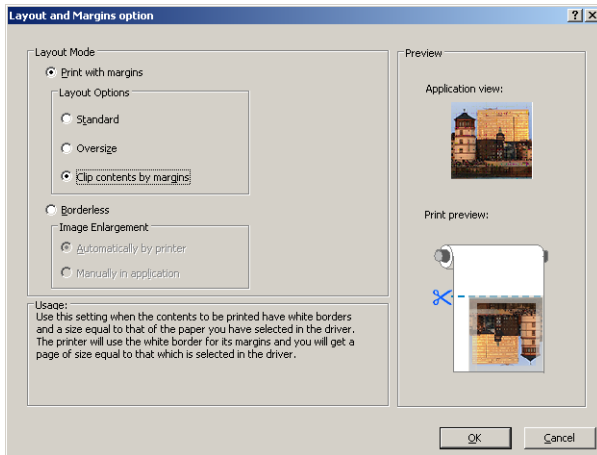 Layout and Margins option
Layout Mode
Print with margins
Layout Options
Standard
Oversize
Clip contents by margins
Borderless
Image Enlargement
Automatically by printer
Manually in application
Usage:
Use this setting when the contents to be printed have white borders
and a size equal to that of the paper you have selected in the driver.
The printer will use the white border for its margins and you will get a
page of size equal to that which is selected in the driver.
Preview
Application view:
Print preview:
OK
Cancel